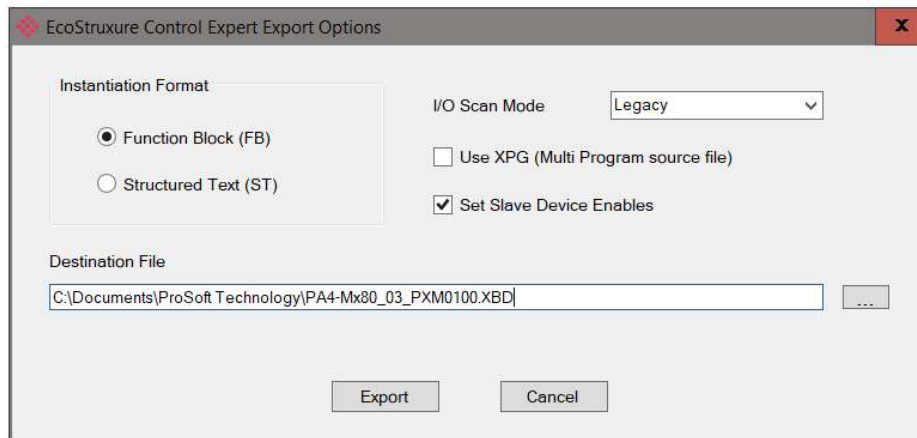 EcoStruxure Control Expert Export Options
x
Instantiation Format
Function Block (FB)
Structured Text (ST)
I/O Scan Mode
Legacy
Use XPG (Multi Program source file)
Set Slave Device Enables
Destination File
C:\Documents\ProSoft Technology\PA4-Mx80_03_PXM0100.XBD
...
Export
Cancel